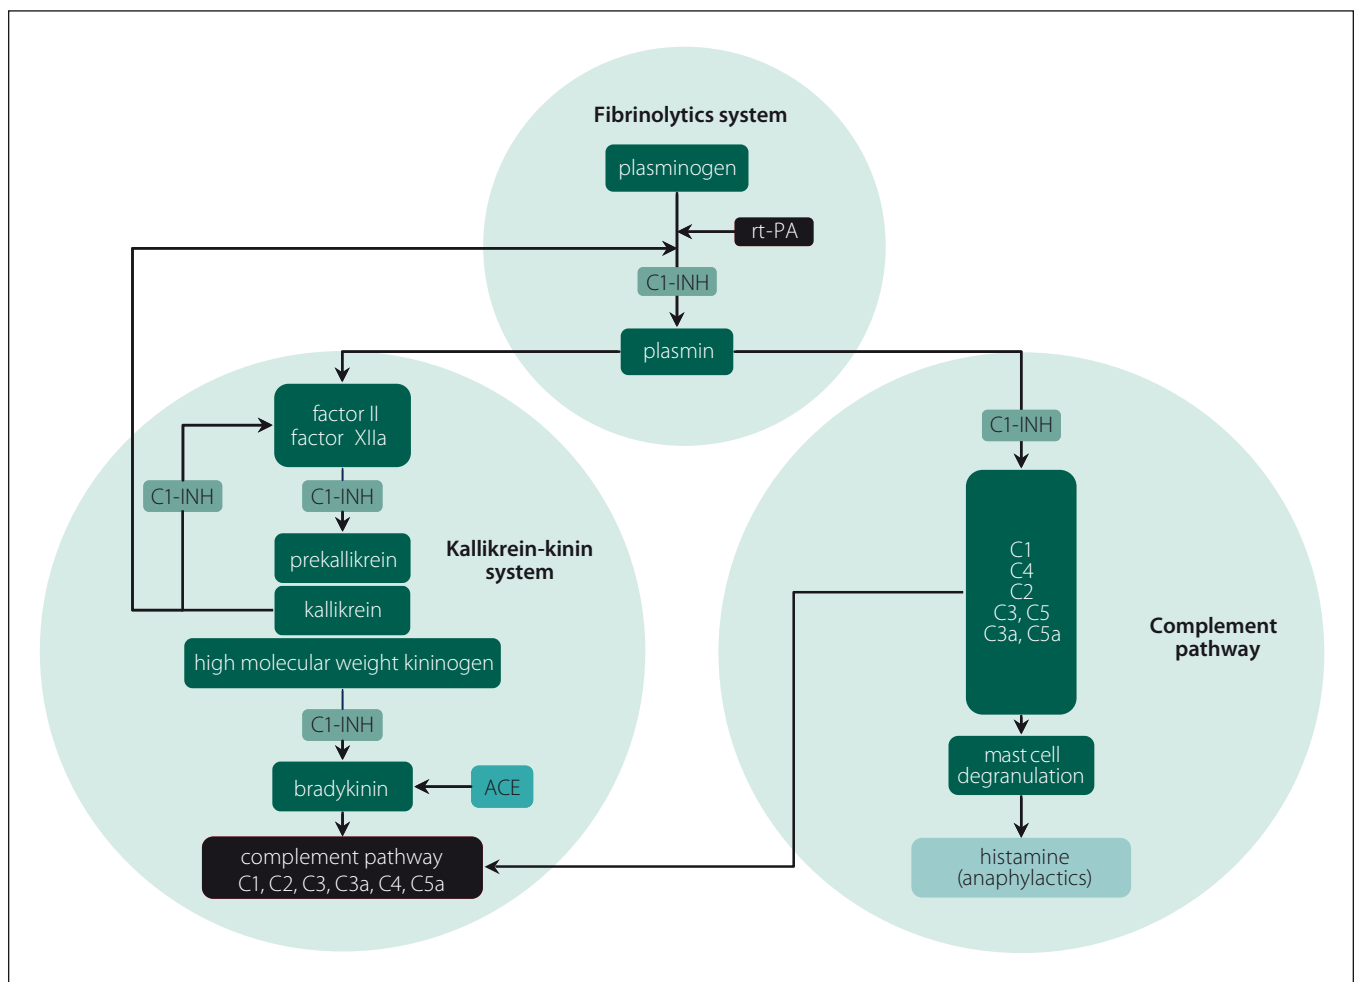 Fibrinolytics system
plasminogen
rt-PA
C1-INH
plasmin
factor II
factor XIIa
C1-INH
C1-INH
prekallikrein
kallikrein
high molecular weight kininogen
C1-INH
bradykinin
ACE
complement pathway
C1, C2, C3, C3a, C4, C5a
Kallikrein-kinin
system
C1-INH
C1
C4
C2
C3, C5
C3a, C5a
Complement
pathway
mast cell
degranulation
histamine
(anaphylactics)